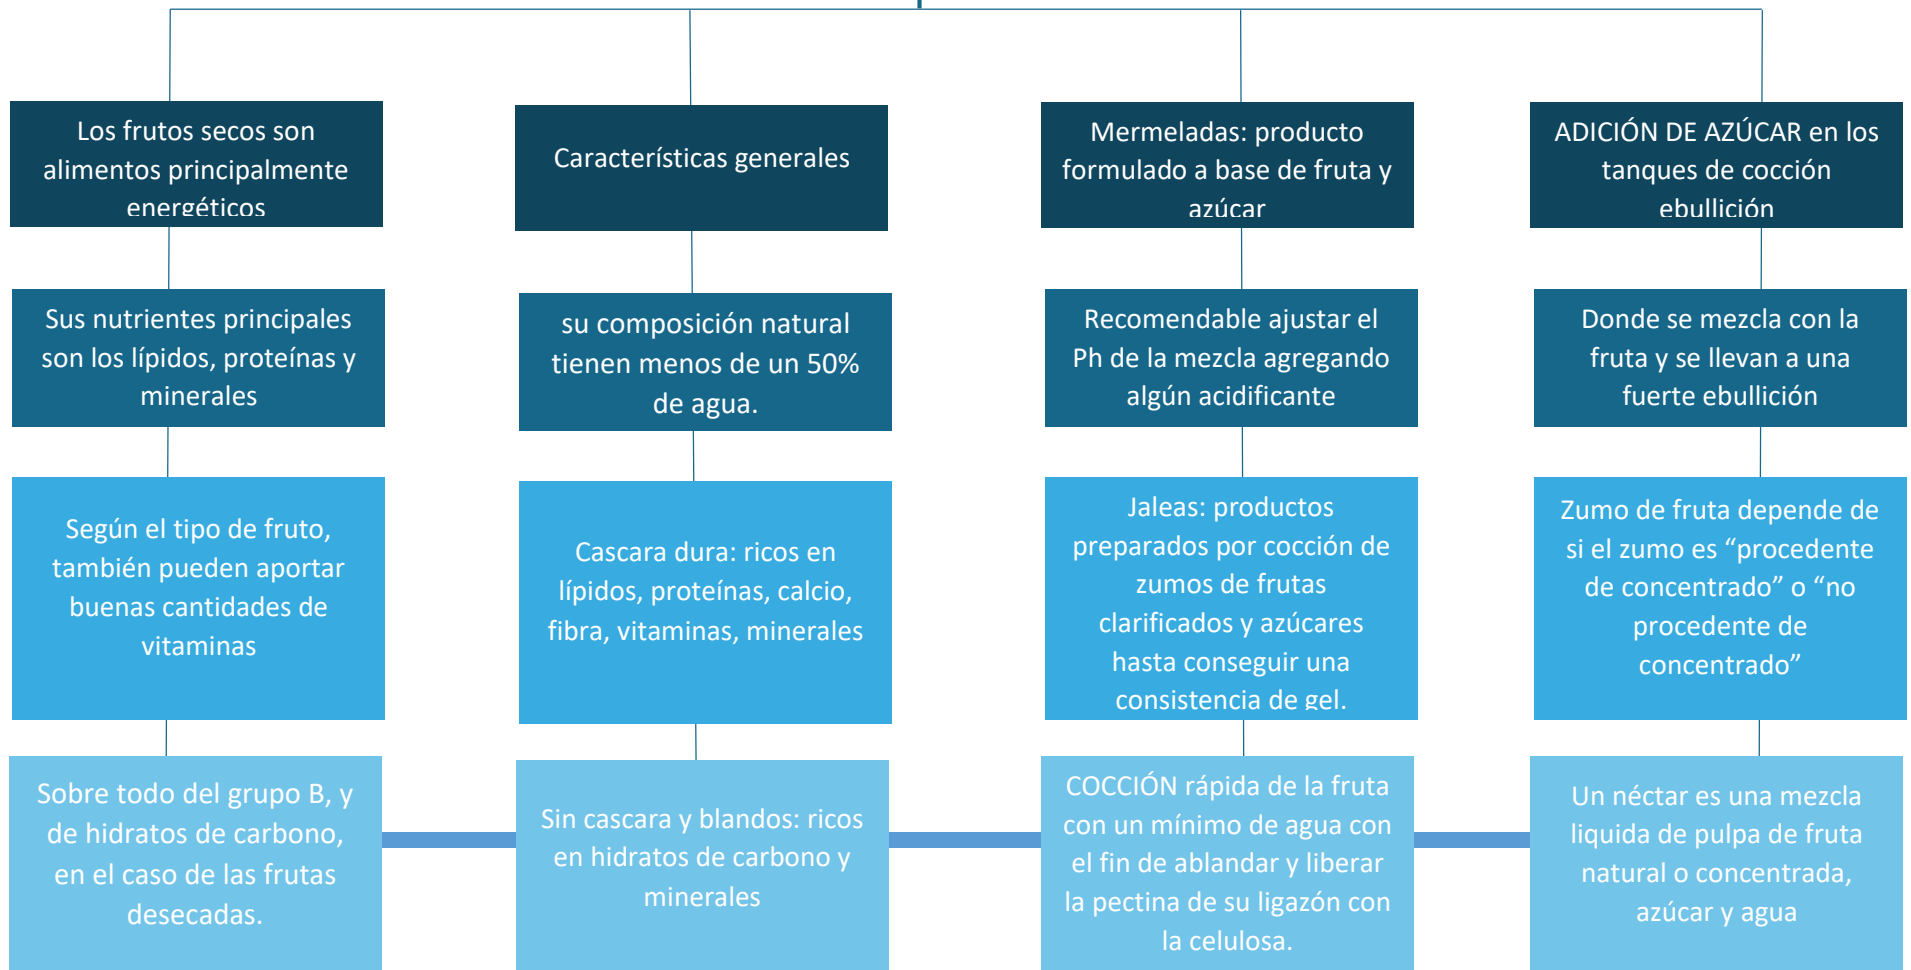 Los frutos secos son
alimentos principalmente
energéticos
Sus nutrientes principales
son los lípidos, proteínas y
minerales
Según el tipo de fruto,
también pueden aportar
buenas cantidades de
vitaminas
Sobre todo del grupo B, y
de hidratos de carbono,
en el caso de las frutas
desecadas.
Características generales
su composición natural
tienen menos de un 50%
de agua.
Cascara dura: ricos en
lípidos, proteínas, calcio,
fibra, vitaminas, minerales
Sin cascara y blandos: ricos
en hidratos de carbono y
minerales
Mermeladas: producto
formulado a base de fruta y
azúcar
Recomendable ajustar el
Ph de la mezcla agregando
algún acidificante
Jaleas: productos
preparados por cocción de
zumos de frutas
clarificados y azúcares
hasta conseguir una
consistencia de gel.
COCCIÓN rápida de la fruta
con un mínimo de agua con
el fin de ablandar y liberar
la pectina de su ligazón con
la celulosa.
ADICIÓN DE AZÚCAR en los
tanques de cocción
ebullición
Donde se mezcla con la
fruta y se llevan a una
fuerte ebullición
Zumo de fruta depende de
si el zumo es “procedente
de concentrado” o “no
procedente de
concentrado”
Un néctar es una mezcla
liquida de pulpa de fruta
natural o concentrada,
azúcar y agua